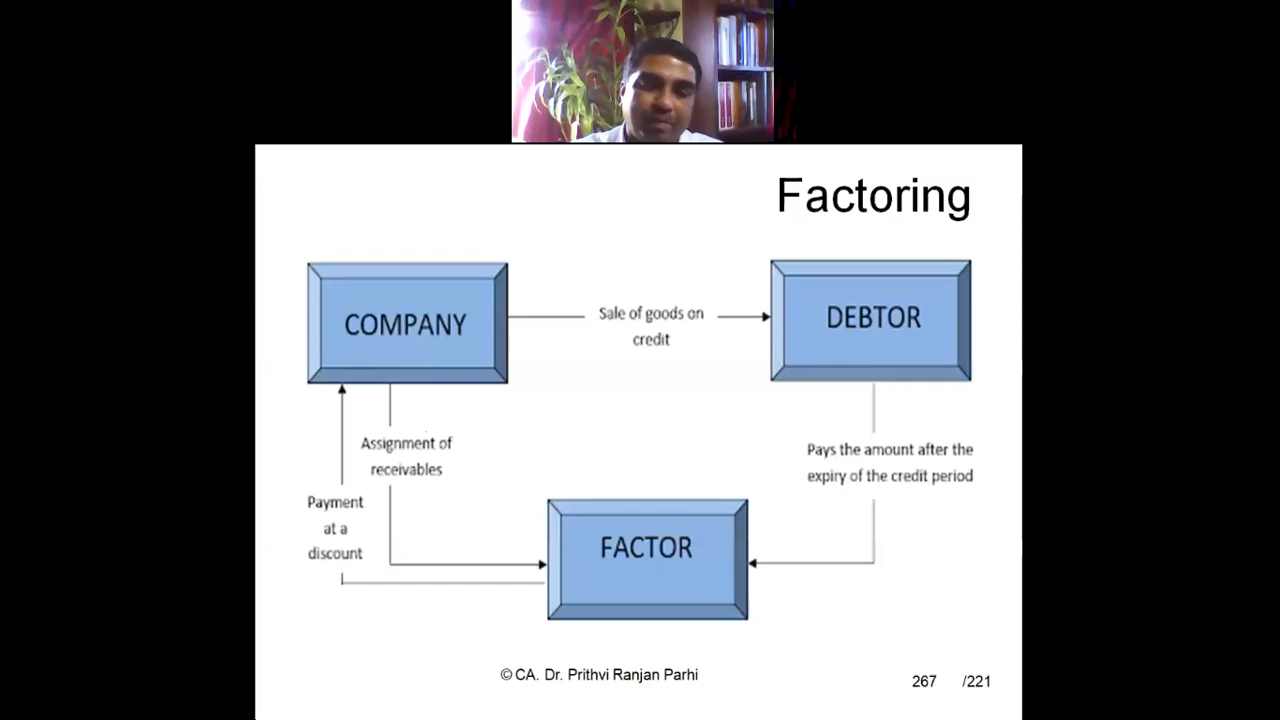 Factoring
COMPANY
Sale of goods on
credit
DEBTOR
Assignment of
receivables
Pays the amount after the
expiry of the credit period
Payment
at a
discount
FACTOR
© CA. Dr. Prithvi Ranjan Parhi
267 /221